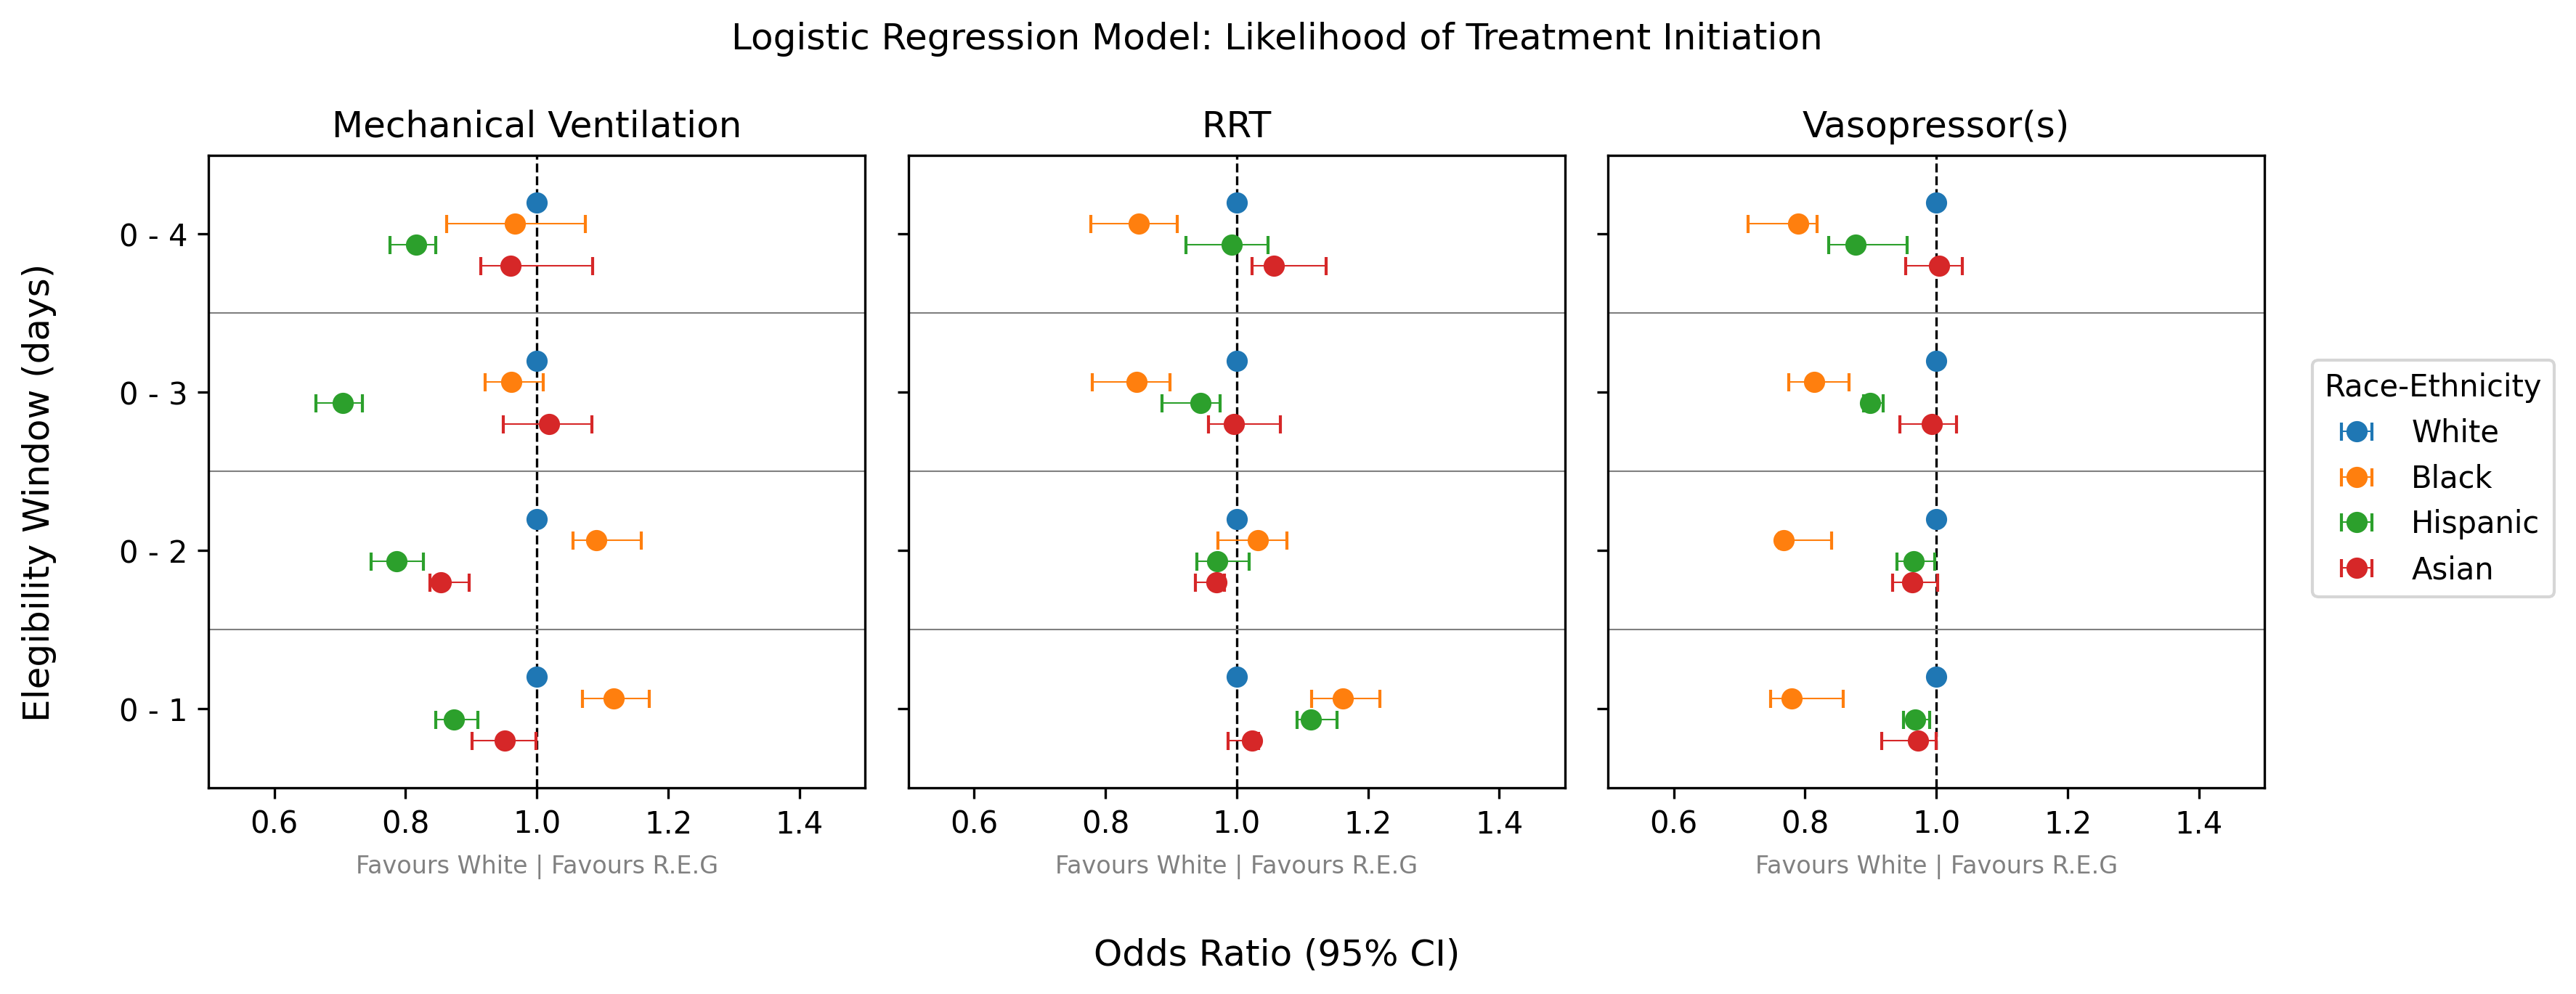 Logistic Regression Model: Likelihood of Treatment Initiation
Mechanical Ventilation
RRT
Vasopressor(s)
Elegibility Window (days)
0 - 4
0 - 3
0 - 2
0 - 1
0.6 0.8 1.0 1.2 1.4
0.6 0.8 1.0 1.2 1.4
0.6 0.8 1.0 1.2 1.4
Favours White | Favours R.E.G
Favours White | Favours R.E.G
Favours White | Favours R.E.G
Odds Ratio (95% CI)
Race-Ethnicity
White
Black
Hispanic
Asian